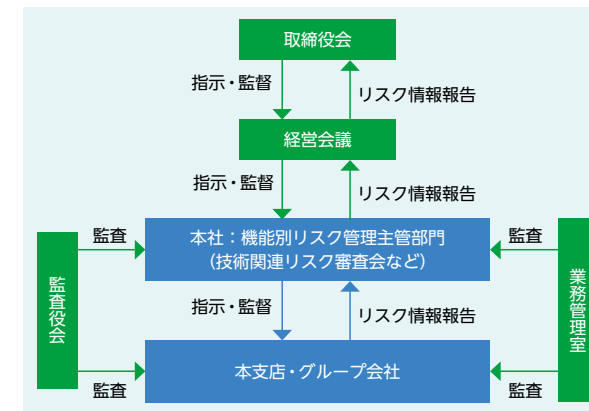 取締役会
指示・監督
リスク情報報告
経営会議
指示・監督
リスク情報報告
監査
本社：機能別リスク管理主管部門
（技術関連リスク審査会など）
監査
監査役会
業務管理室
指示・監督
リスク情報報告
本支店・グループ会社
監査
監査